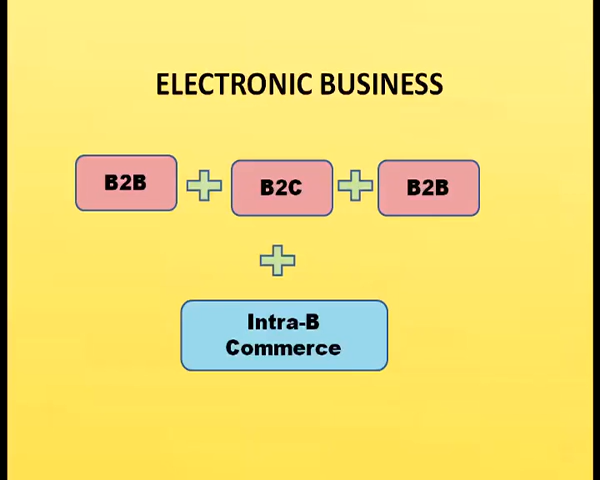 ELECTRONIC BUSINESS
B2B
B2C
B2B
Intra-B
Commerce